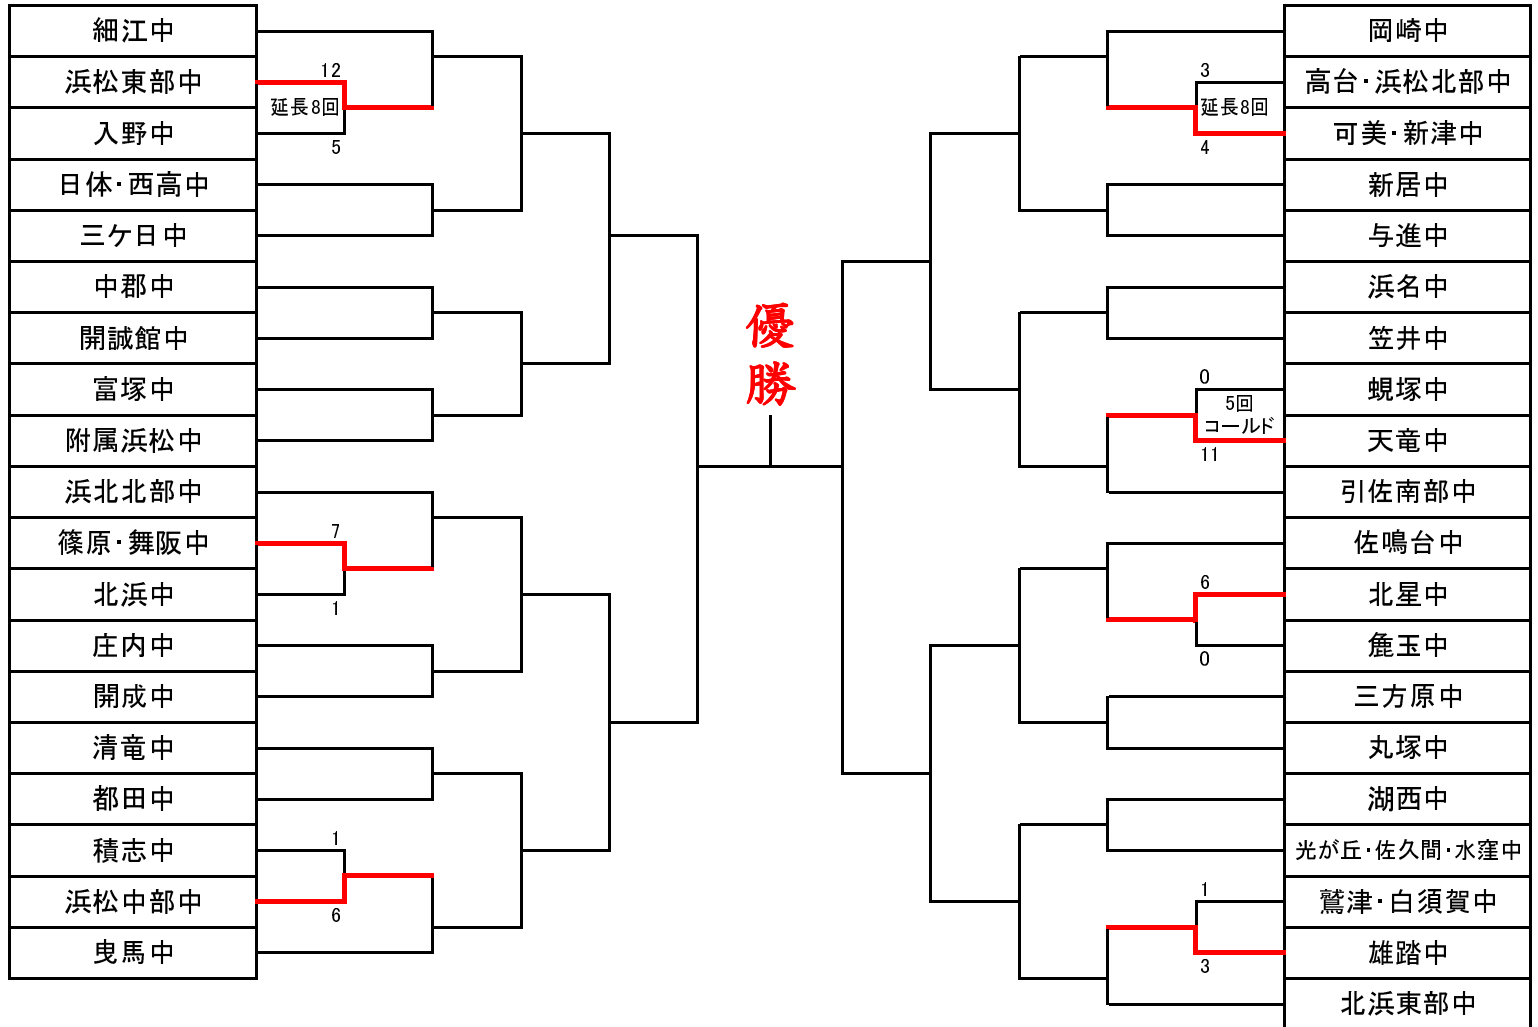 細江中
浜松東部中
入野中
日体・西高中
三ケ日中
中郡中
開誠館中
富塚中
附属浜松中
浜北北部中
篠原・舞阪中
北浜中
庄内中
開成中
清竜中
都田中
積志中
浜松中部中
曳馬中
12
延長8回
5
7
1
1
6
優
勝
3
延長8回
4
0
5回
コールド
11
6
0
1
3
岡崎中
高台・浜松北部中
可美・新津中
新居中
与進中
浜名中
笠井中
蜆塚中
天竜中
引佐南部中
佐鳴台中
北星中
麁玉中
三方原中
丸塚中
湖西中
光が丘・佐久間・水窪中
鷲津・白須賀中
雄踏中
北浜東部中